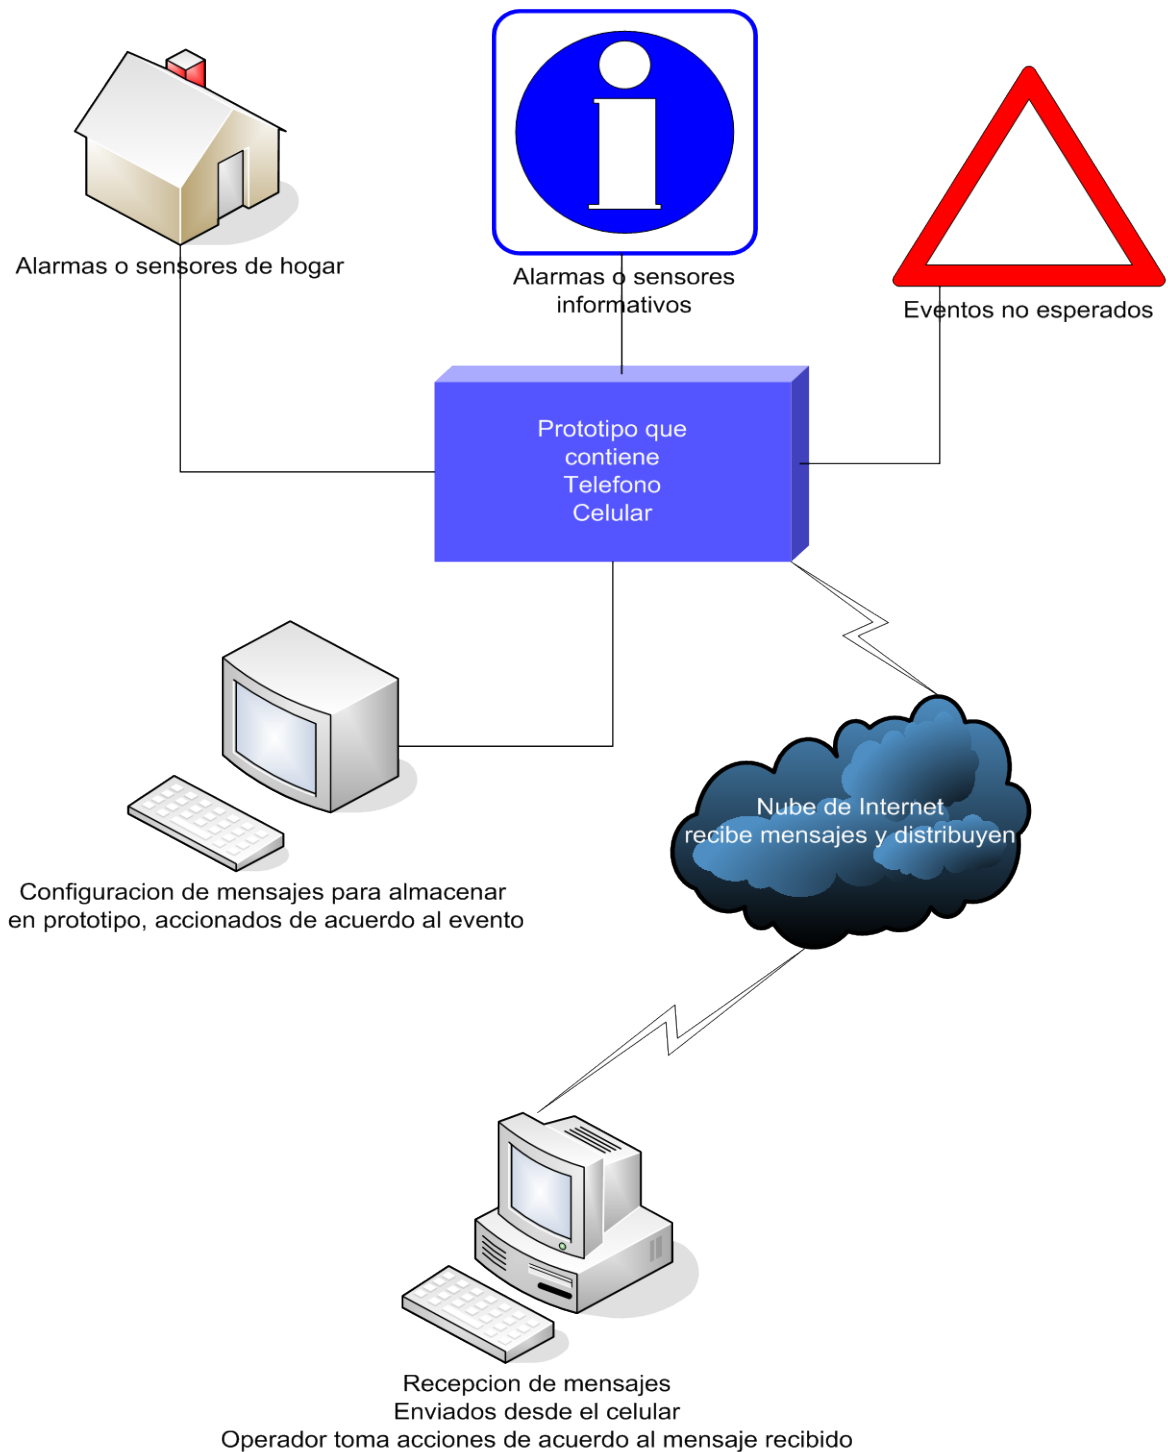 Alarmas o sensores de hogar
Alarmas o sensores
informativos
Eventos no esperados
Prototipo que
contiene
Telefono
Celular
Nube de Internet
recibe mensajes y distribuyen
Configuracion de mensajes para almacenar
en prototipo, accionados de acuerdo al evento
Recepcion de mensajes
Enviados desde el celular
Operador toma acciones de acuerdo al mensaje recibido